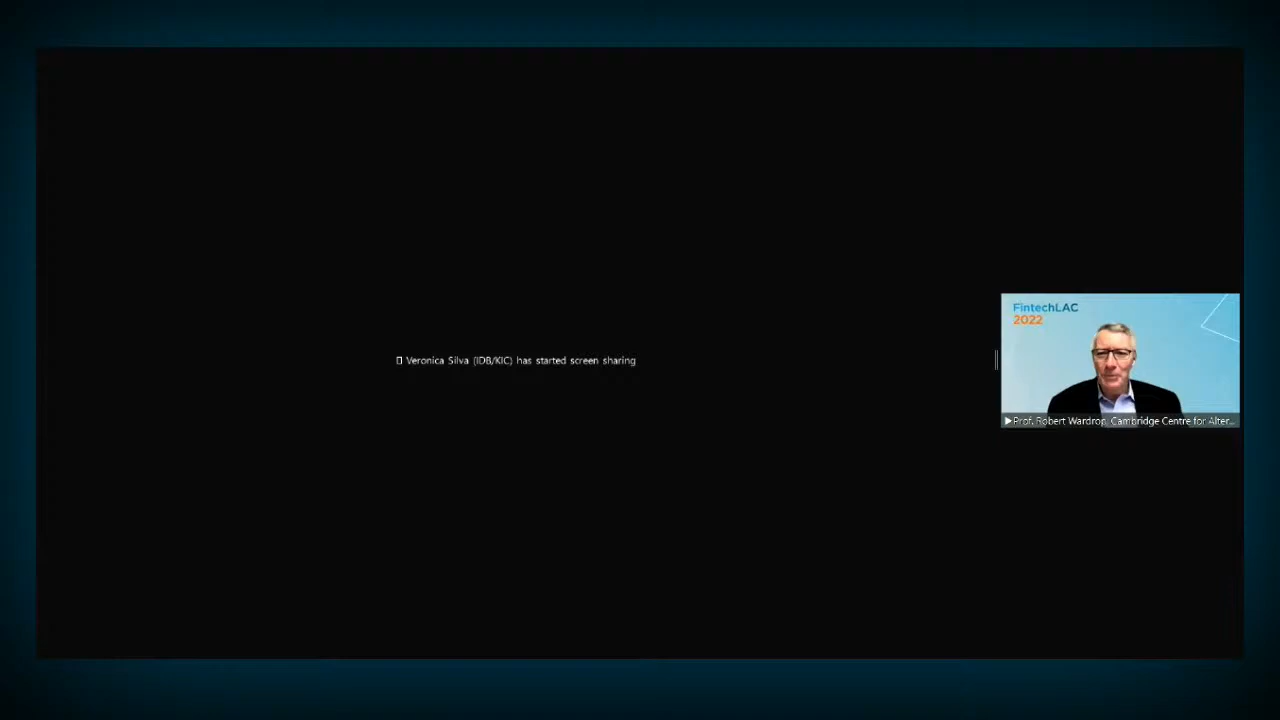 Veronica Silva (IDB/KIC) has started screen sharing
FintechLAC
2022
Prof. Robert Wardrop, Cambridge Centre for Alter...